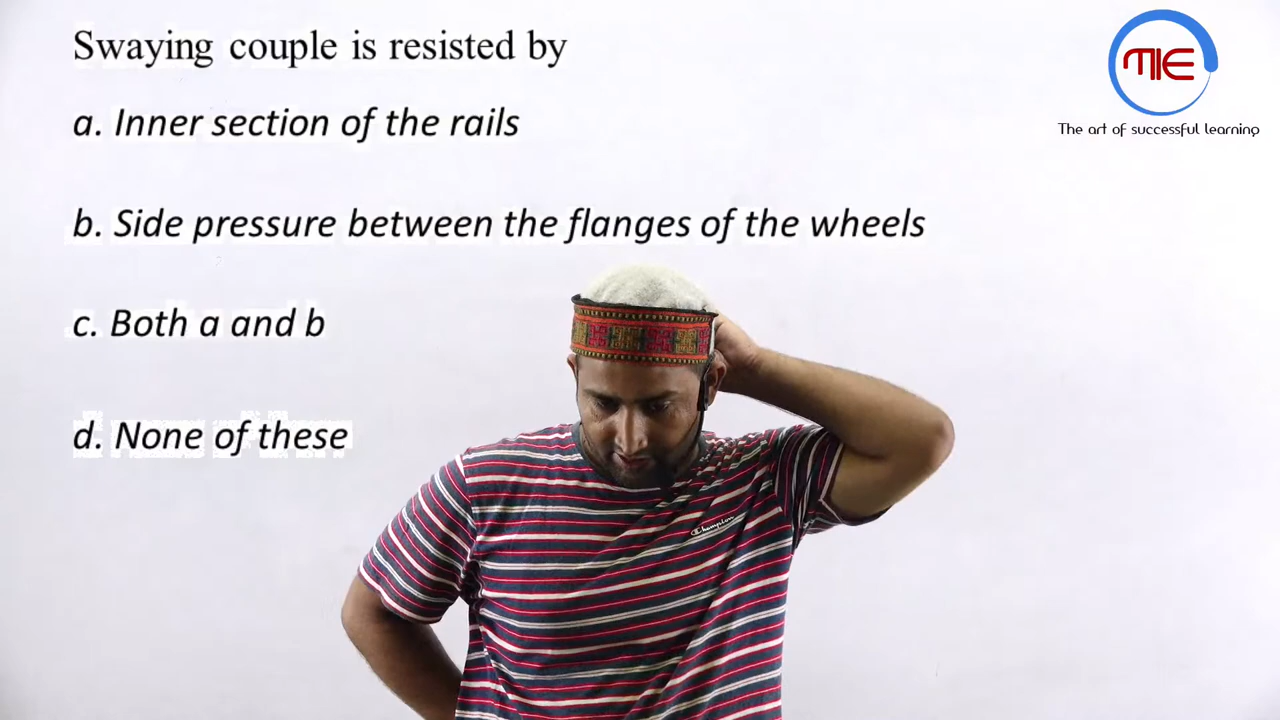 Swaying couple is resisted by
a. Inner section of the rails
b. Side pressure between the flanges of the wheels
c. Both a and b
d. None of these
MIE
The art of successful learning
Champion